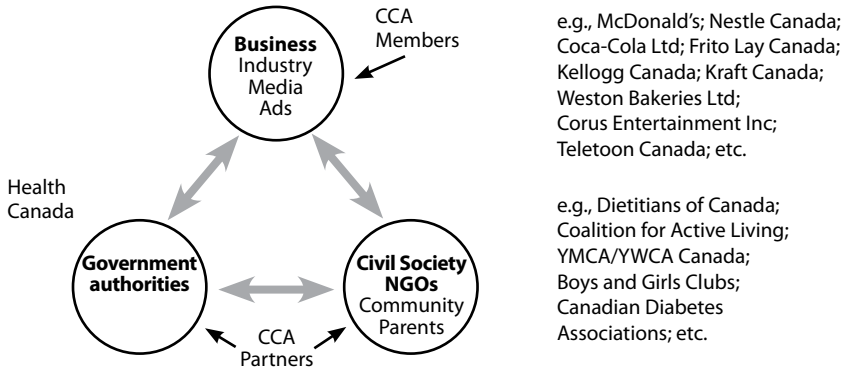 CCA
Members
Business
Industry
Media
Ads
e.g., McDonald's; Nestle Canada;
Coca-Cola Ltd; Frito Lay Canada;
Kellogg Canada; Kraft Canada;
Weston Bakeries Ltd;
Corus Entertainment Inc;
Teletoon Canada; etc.
Health
Canada
Government
authorities
Civil Society
NGOs
Community
Parents
CCA
Partners
e.g., Dietitians of Canada;
Coalition for Active Living;
YMCA/YWCA Canada;
Boys and Girls Clubs;
Canadian Diabetes
Associations; etc.